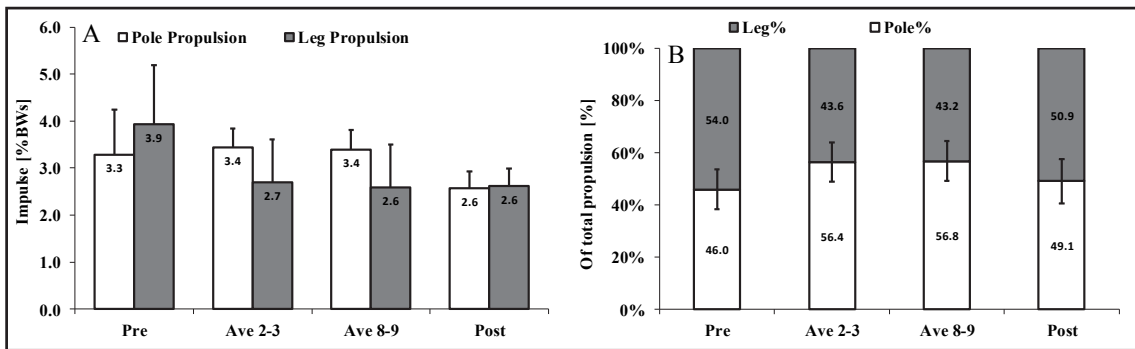 A
Pole Propulsion Leg Propulsion
Impulse [%BWs]
6.0
5.0
4.0
3.0
2.0
1.0
0.0
3.3 3.9 3.4 2.7 3.4 2.6 2.6 2.6
Pre Ave 2-3 Ave 8-9 Post
Leg% Pole%
B
Of total propulsion [%]
100%
80%
60%
40%
20%
0%
54.0 43.6 43.2 50.9
46.0 56.4 56.8 49.1
Pre Ave 2-3 Ave 8-9 Post